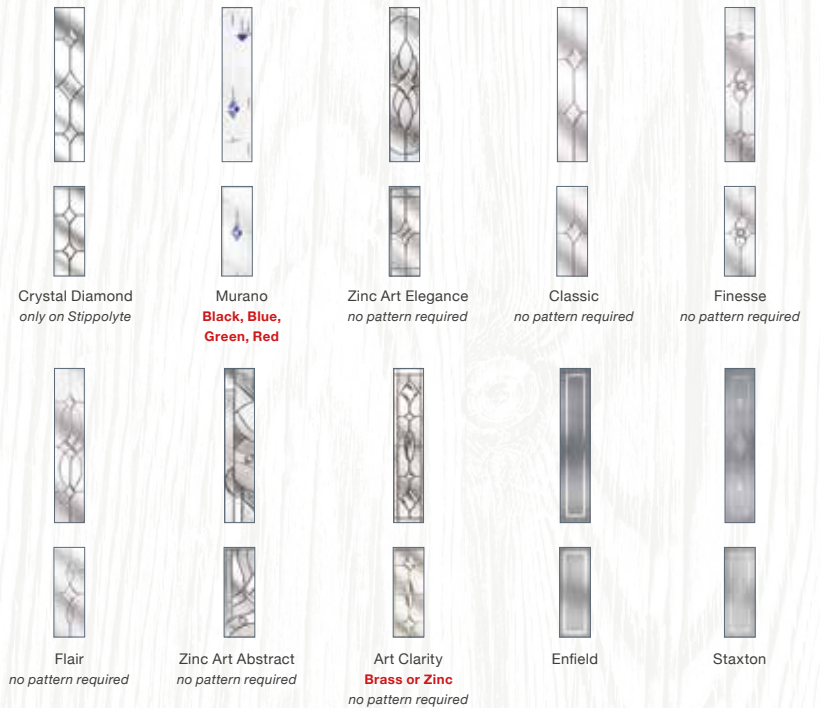 Crystal Diamond
only on Stippolyte
Murano
Black, Blue,
Green, Red
Zinc Art Elegance
no pattern required
Classic
no pattern required
Finesse
no pattern required
Flair
no pattern required
Zinc Art Abstract
no pattern required
Art Clarity
Brass or Zinc
no pattern required
Enfield
Staxton